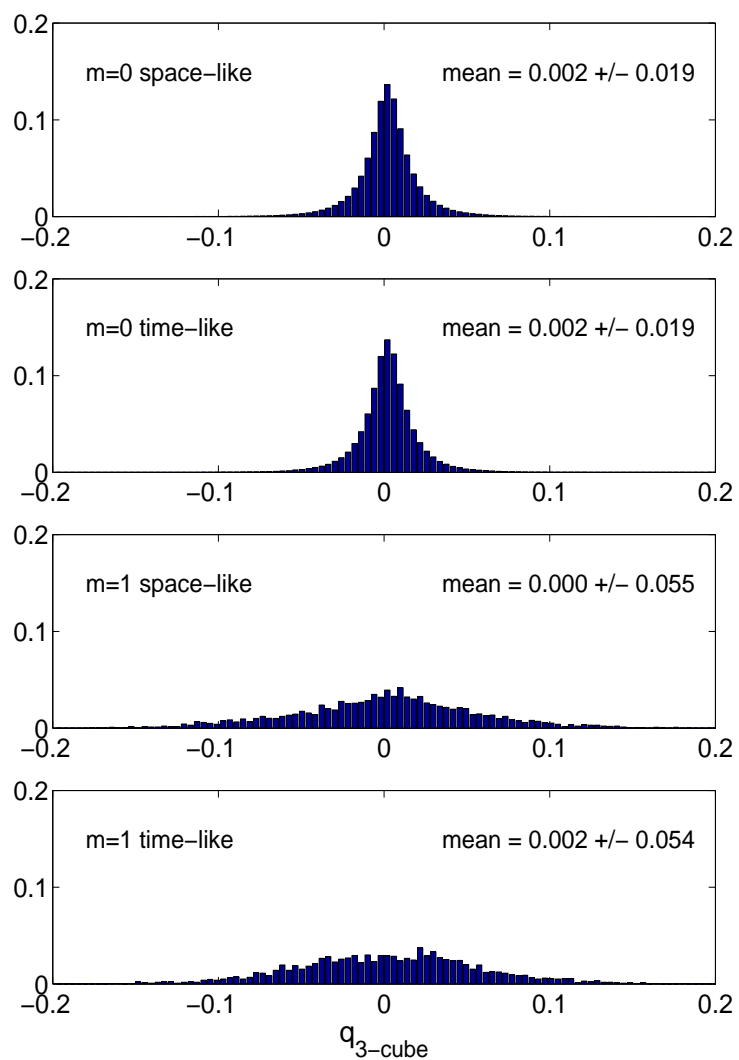 0.2
m=0 space−like mean = 0.002 +/− 0.019
0.1
0
−0.2 −0.1 0 0.1 0.2
0.2
m=0 time−like mean = 0.002 +/− 0.019
0.1
0
−0.2 −0.1 0 0.1 0.2
0.2
m=1 space−like mean = 0.000 +/− 0.055
0.1
0
−0.2 −0.1 0 0.1 0.2
0.2
m=1 time−like mean = 0.002 +/− 0.054
0.1
0
−0.2 −0.1 0 0.1 0.2
q3−cube